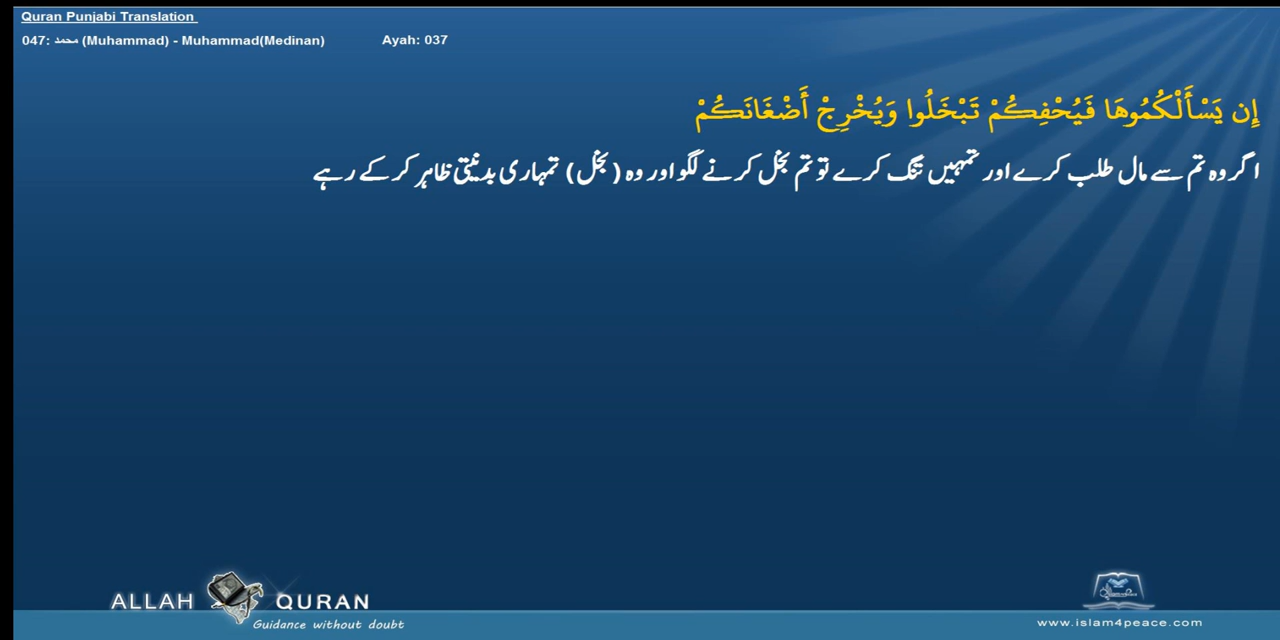 Quran Punjabi Translation
047: محمد (Muhammad) - Muhammad(Medinan) Ayah: 037
إِن يَسْأَلْكُمُوهَا فَيُحْفِكُمْ تَبْخَلُوا وَيُخْرِجْ أَضْغَانَكُمْ
اگر وہ تم سے مال طلب کرے اور تمہیں تنگ کرے تو تم بخل کرنے لگو اور وہ (بخل) تمہاری بدنیتی ظاہر کر کے رہے
ALLAH QURAN
Guidance without doubt
www.islam4peace.com